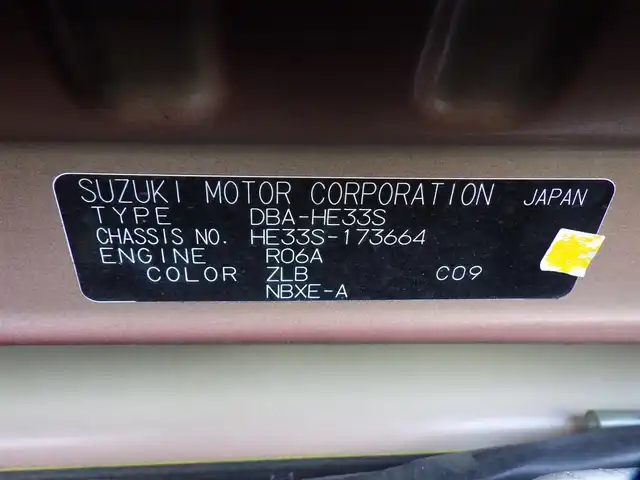 SUZUKI MOTOR CORPORATION JAPAN
TYPE DBA-HE33S
CHASSIS NO. HE33S-173664
ENGINE R06A
COLOR ZLB C09
NBXE-A